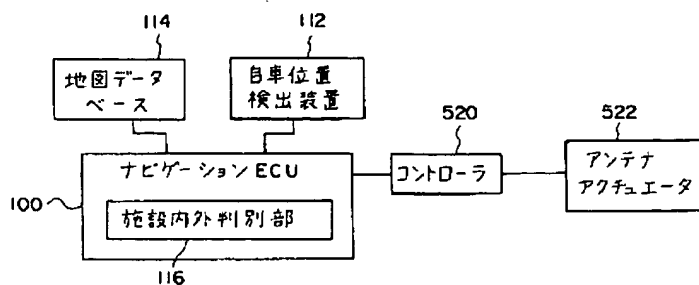 114
112
地図データ
ベース
自車位置
検出装置
520
522
ナビゲーションECU
コントローラ
アンテナ
アクチュエータ
100
施設内外判別部
116